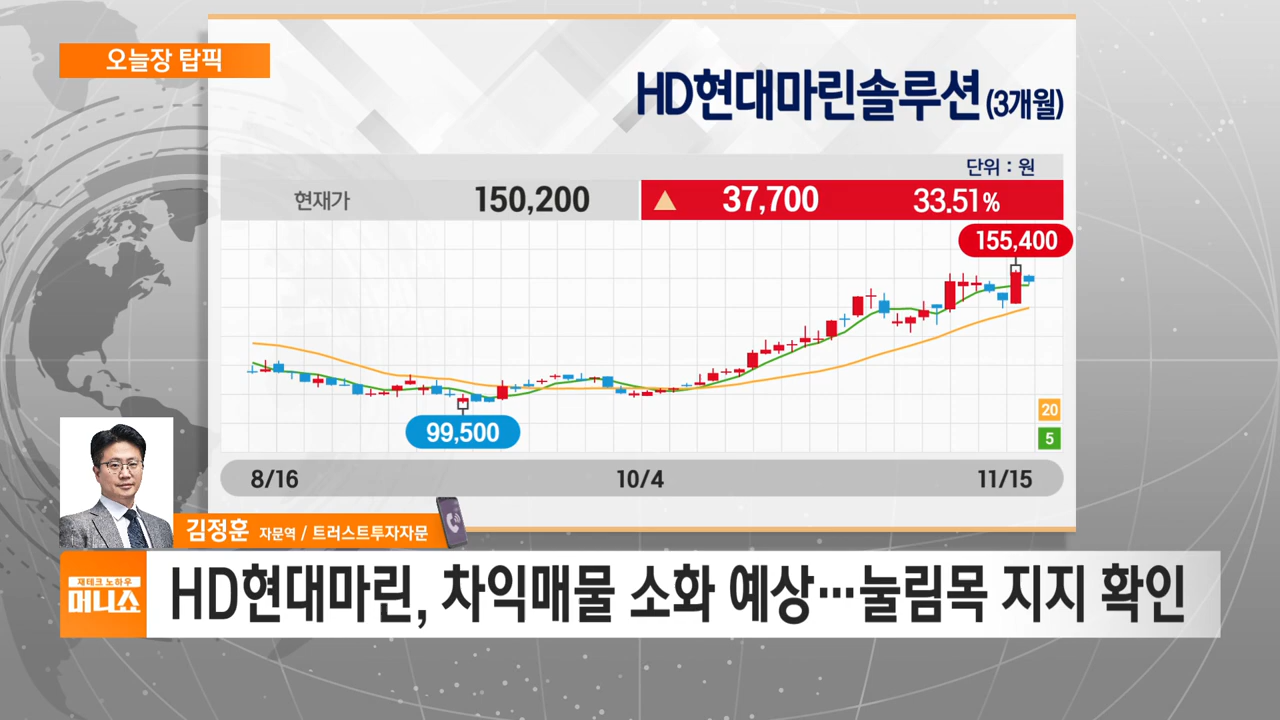 오늘장 탑픽
HD현대마린솔루션 (3개월)
단위 : 원
현재가 150,200 ▲ 37,700 33.51%
155,400
99,500
20
5
8/16 10/4 11/15
김정훈 자문역 / 트러스트투자자문
재테크 노하우
머니쇼
HD현대마린, 차익매물 소화 예상…눌림목 지지 확인